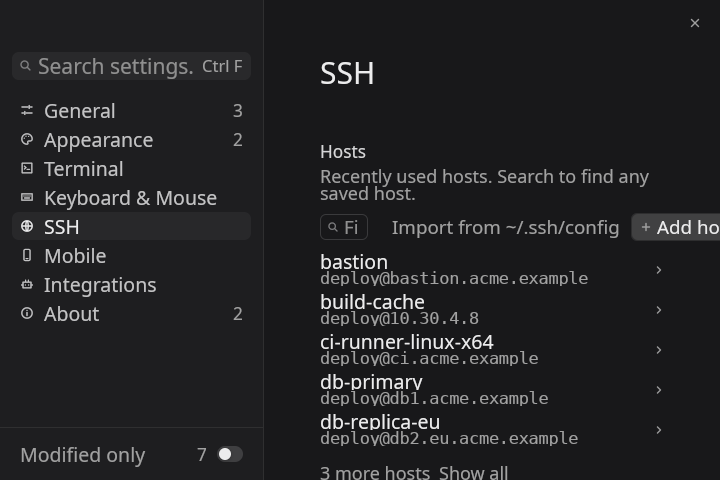 Search settings. Ctrl F
General 3
Appearance 2
Terminal
Keyboard & Mouse
SSH
Mobile
Integrations
About 2
Modified only 7
SSH
Hosts
Recently used hosts. Search to find any
saved host.
Fi Import from ~/.ssh/config + Add ho
bastion
deploy@bastion.acme.example
build-cache
deploy@10.30.4.8
ci-runner-linux-x64
deploy@ci.acme.example
db-primary
deploy@db1.acme.example
db-replica-eu
deploy@db2.eu.acme.example
3 more hosts Show all